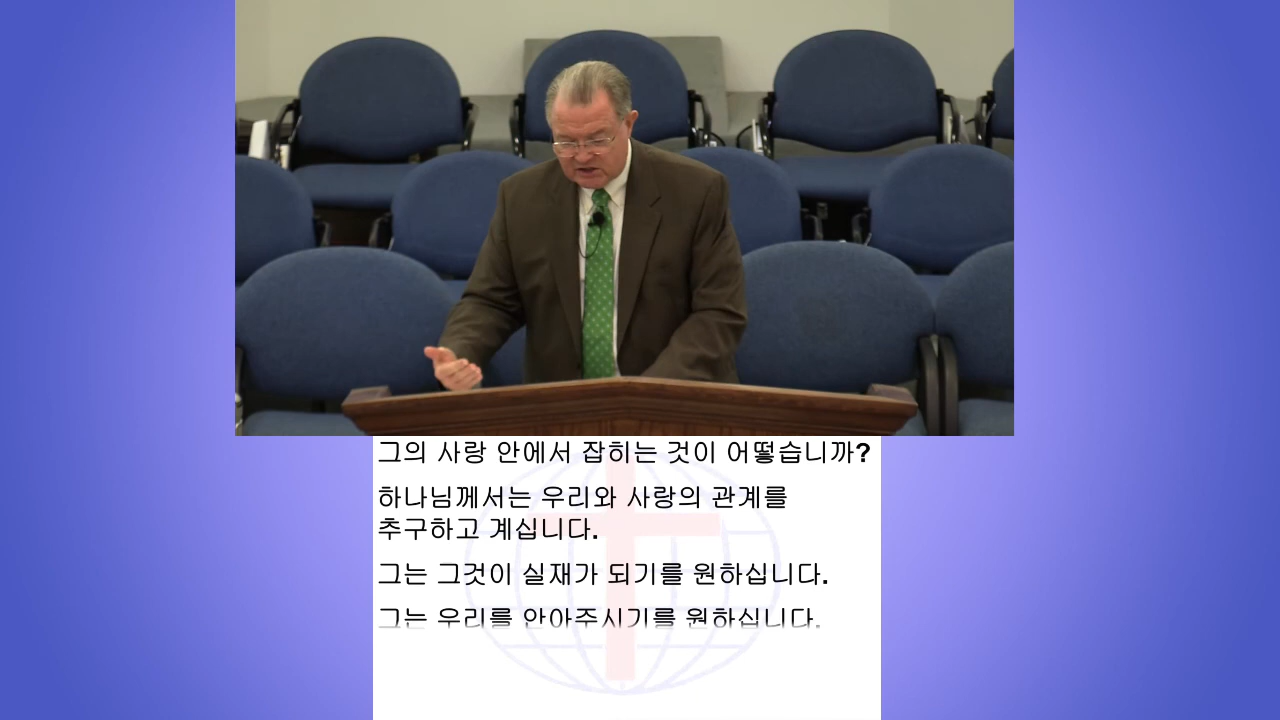 그의 사랑 안에서 잡히는 것이 어떻습니까?
하나님께서는 우리와 사랑의 관계를
추구하고 계십니다.
그는 그것이 실재가 되기를 원하십니다.
그는 우리를 안아주시기를 원하십니다.